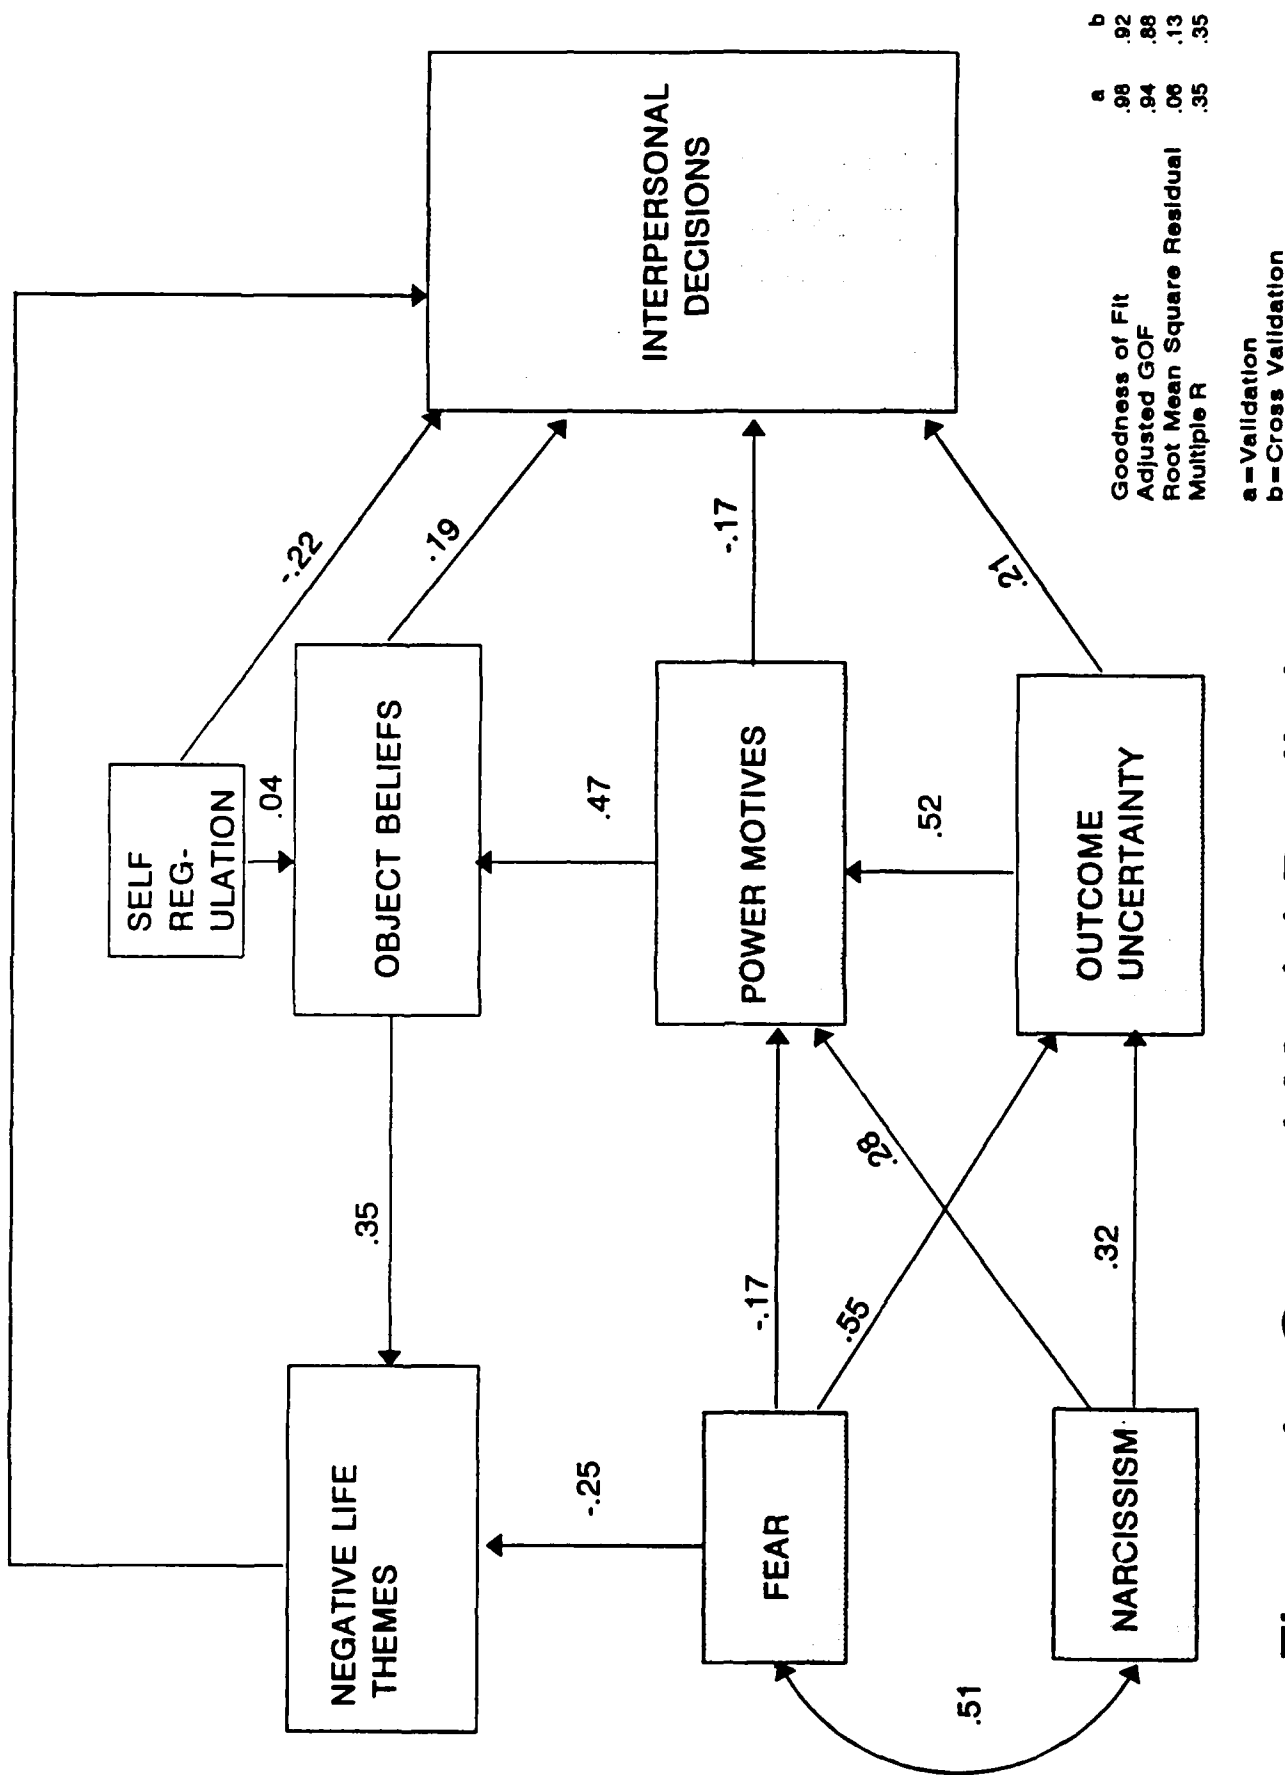 SELF
REG-
ULATION
-.22
.04
NEGATIVE LIFE
THEMES
.35
OBJECT BELIEFS
.19
INTERPERSONAL
DECISIONS
-.25
.47
FEAR
-.17
POWER MOTIVES
-.17
.55
.28
.52
.51
.21
NARCISSISM
.32
OUTCOME
UNCERTAINTY
a b
Goodness of Fit .98 .92
Adjusted GOF .94 .88
Root Mean Square Residual .06 .13
Multiple R .35 .35
a=Validation
b=Cross Validation